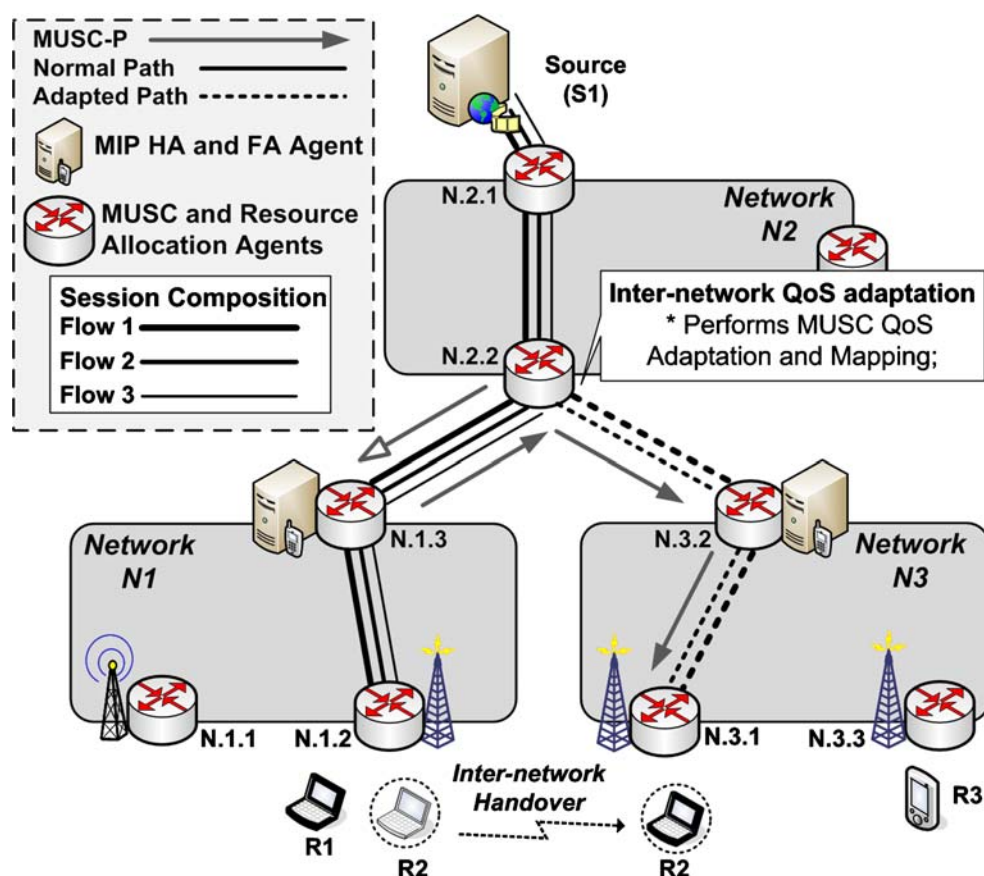 MUSC-P
Normal Path
Adapted Path
MIP HA and FA Agent
MUSC and Resource
Allocation Agents
Session Composition
Flow 1
Flow 2
Flow 3
Source
(S1)
N.2.1
Network
N2
Inter-network QoS adaptation
* Performs MUSC QoS
Adaptation and Mapping;
N.2.2
Network
N1
N.1.3
N.3.2
Network
N3
N.1.1
N.1.2
N.3.1
N.3.3
Inter-network
Handover
R1
R2
R2
R3